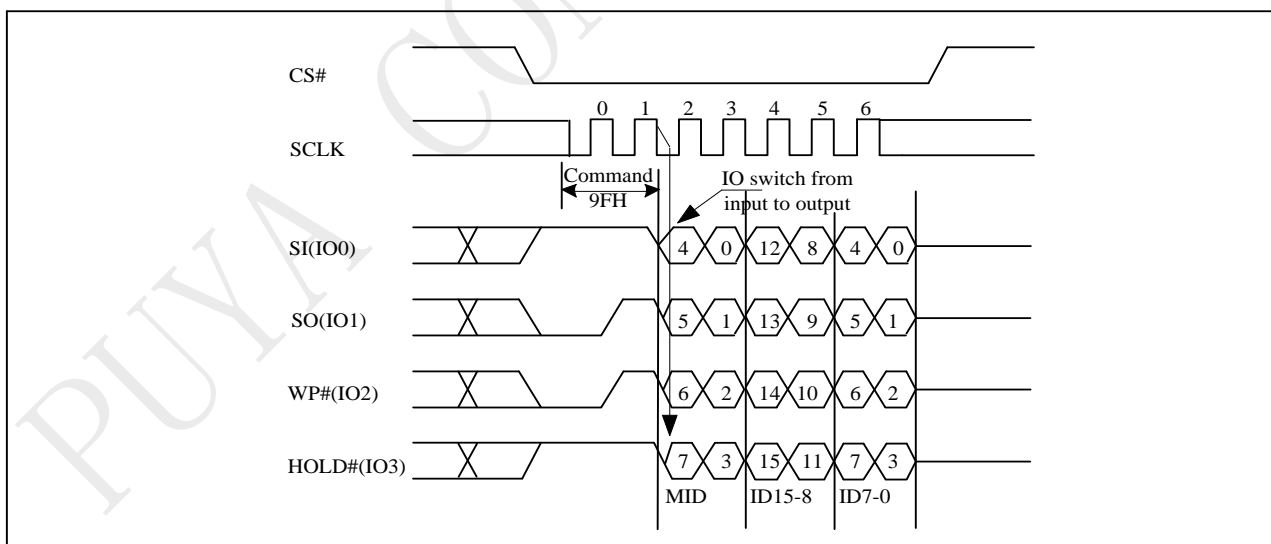 PUYA CON
CS#
0 1 2 3 4 5 6
SCLK
Command
9FH
IO switch from
input to output
SI(IO0) 4 0 12 8 4 0
SO(IO1) 5 1 13 9 5 1
WP#(IO2) 6 2 14 10 6 2
HOLD#(IO3) 7 3 15 11 7 3
MID ID15-8 ID7-0